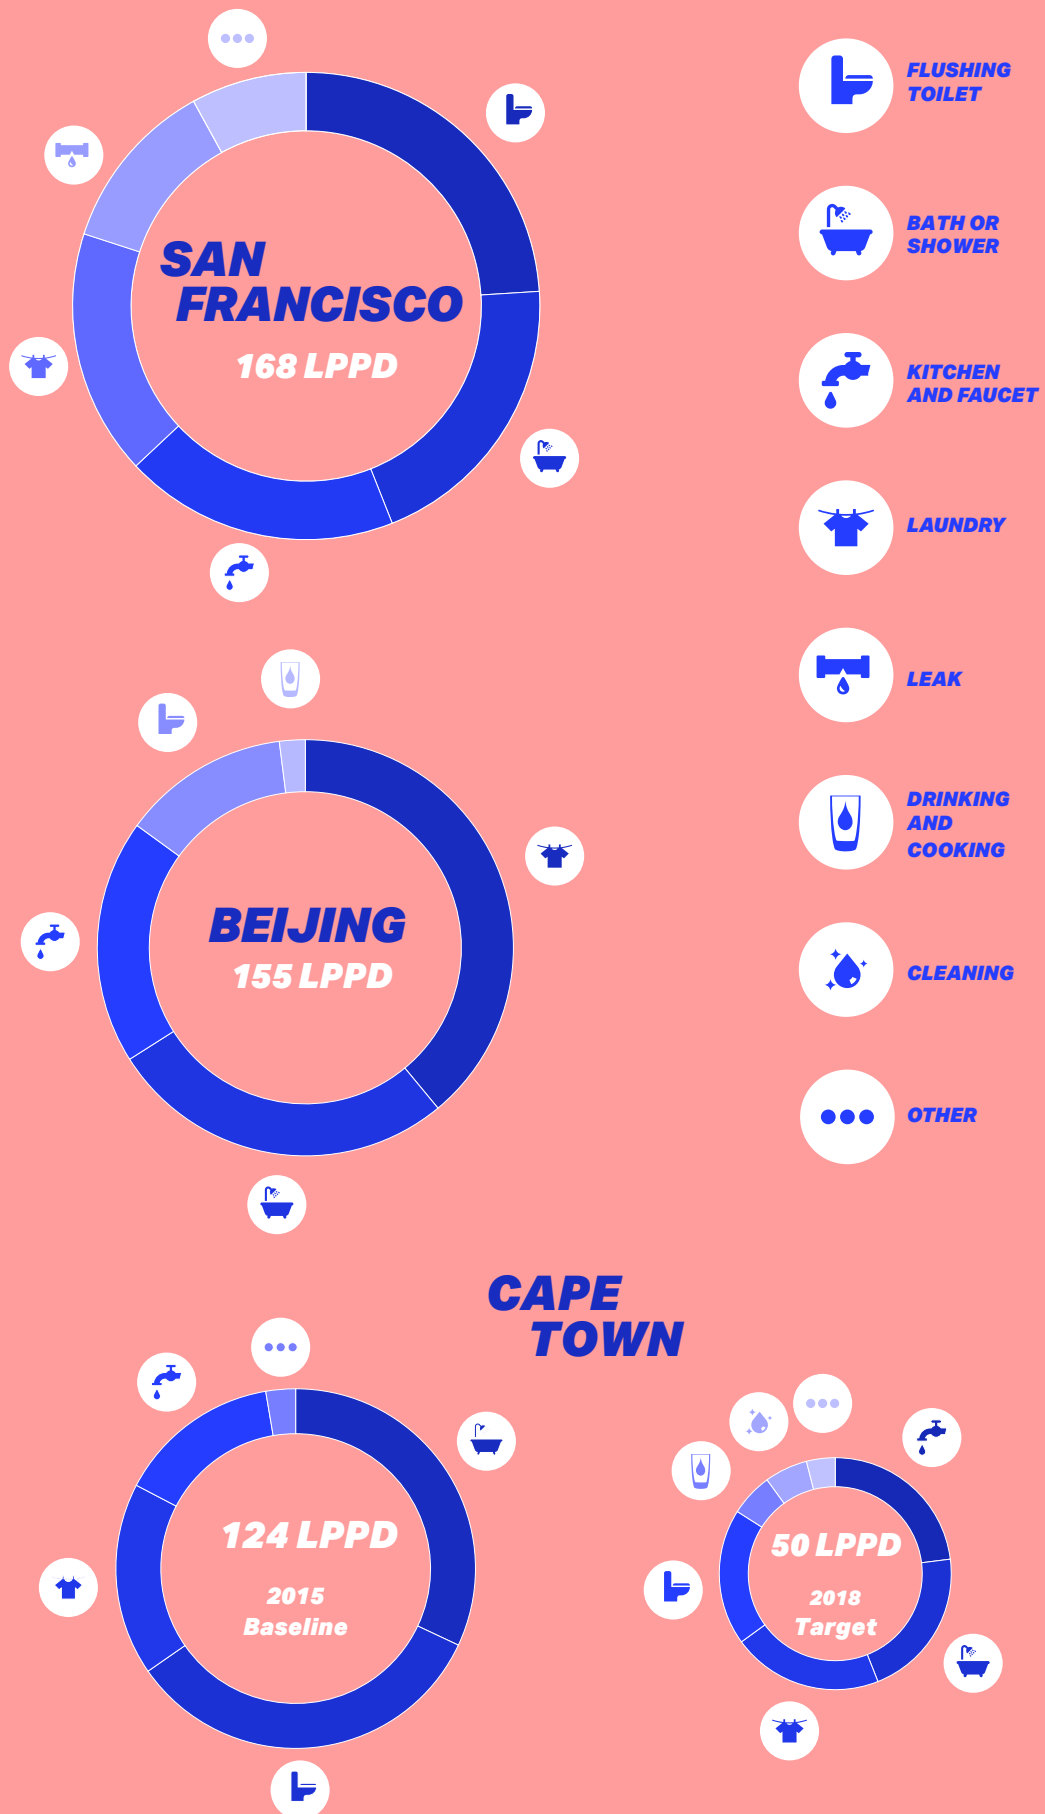 SAN
FRANCISCO
168 LPPD
FLUSHING
TOILET
BATH OR
SHOWER
KITCHEN
AND FAUCET
LAUNDRY
LEAK
DRINKING
AND
COOKING
CLEANING
OTHER
BEIJING
155 LPPD
CAPE
TOWN
124 LPPD
2015
Baseline
50 LPPD
2018
Target